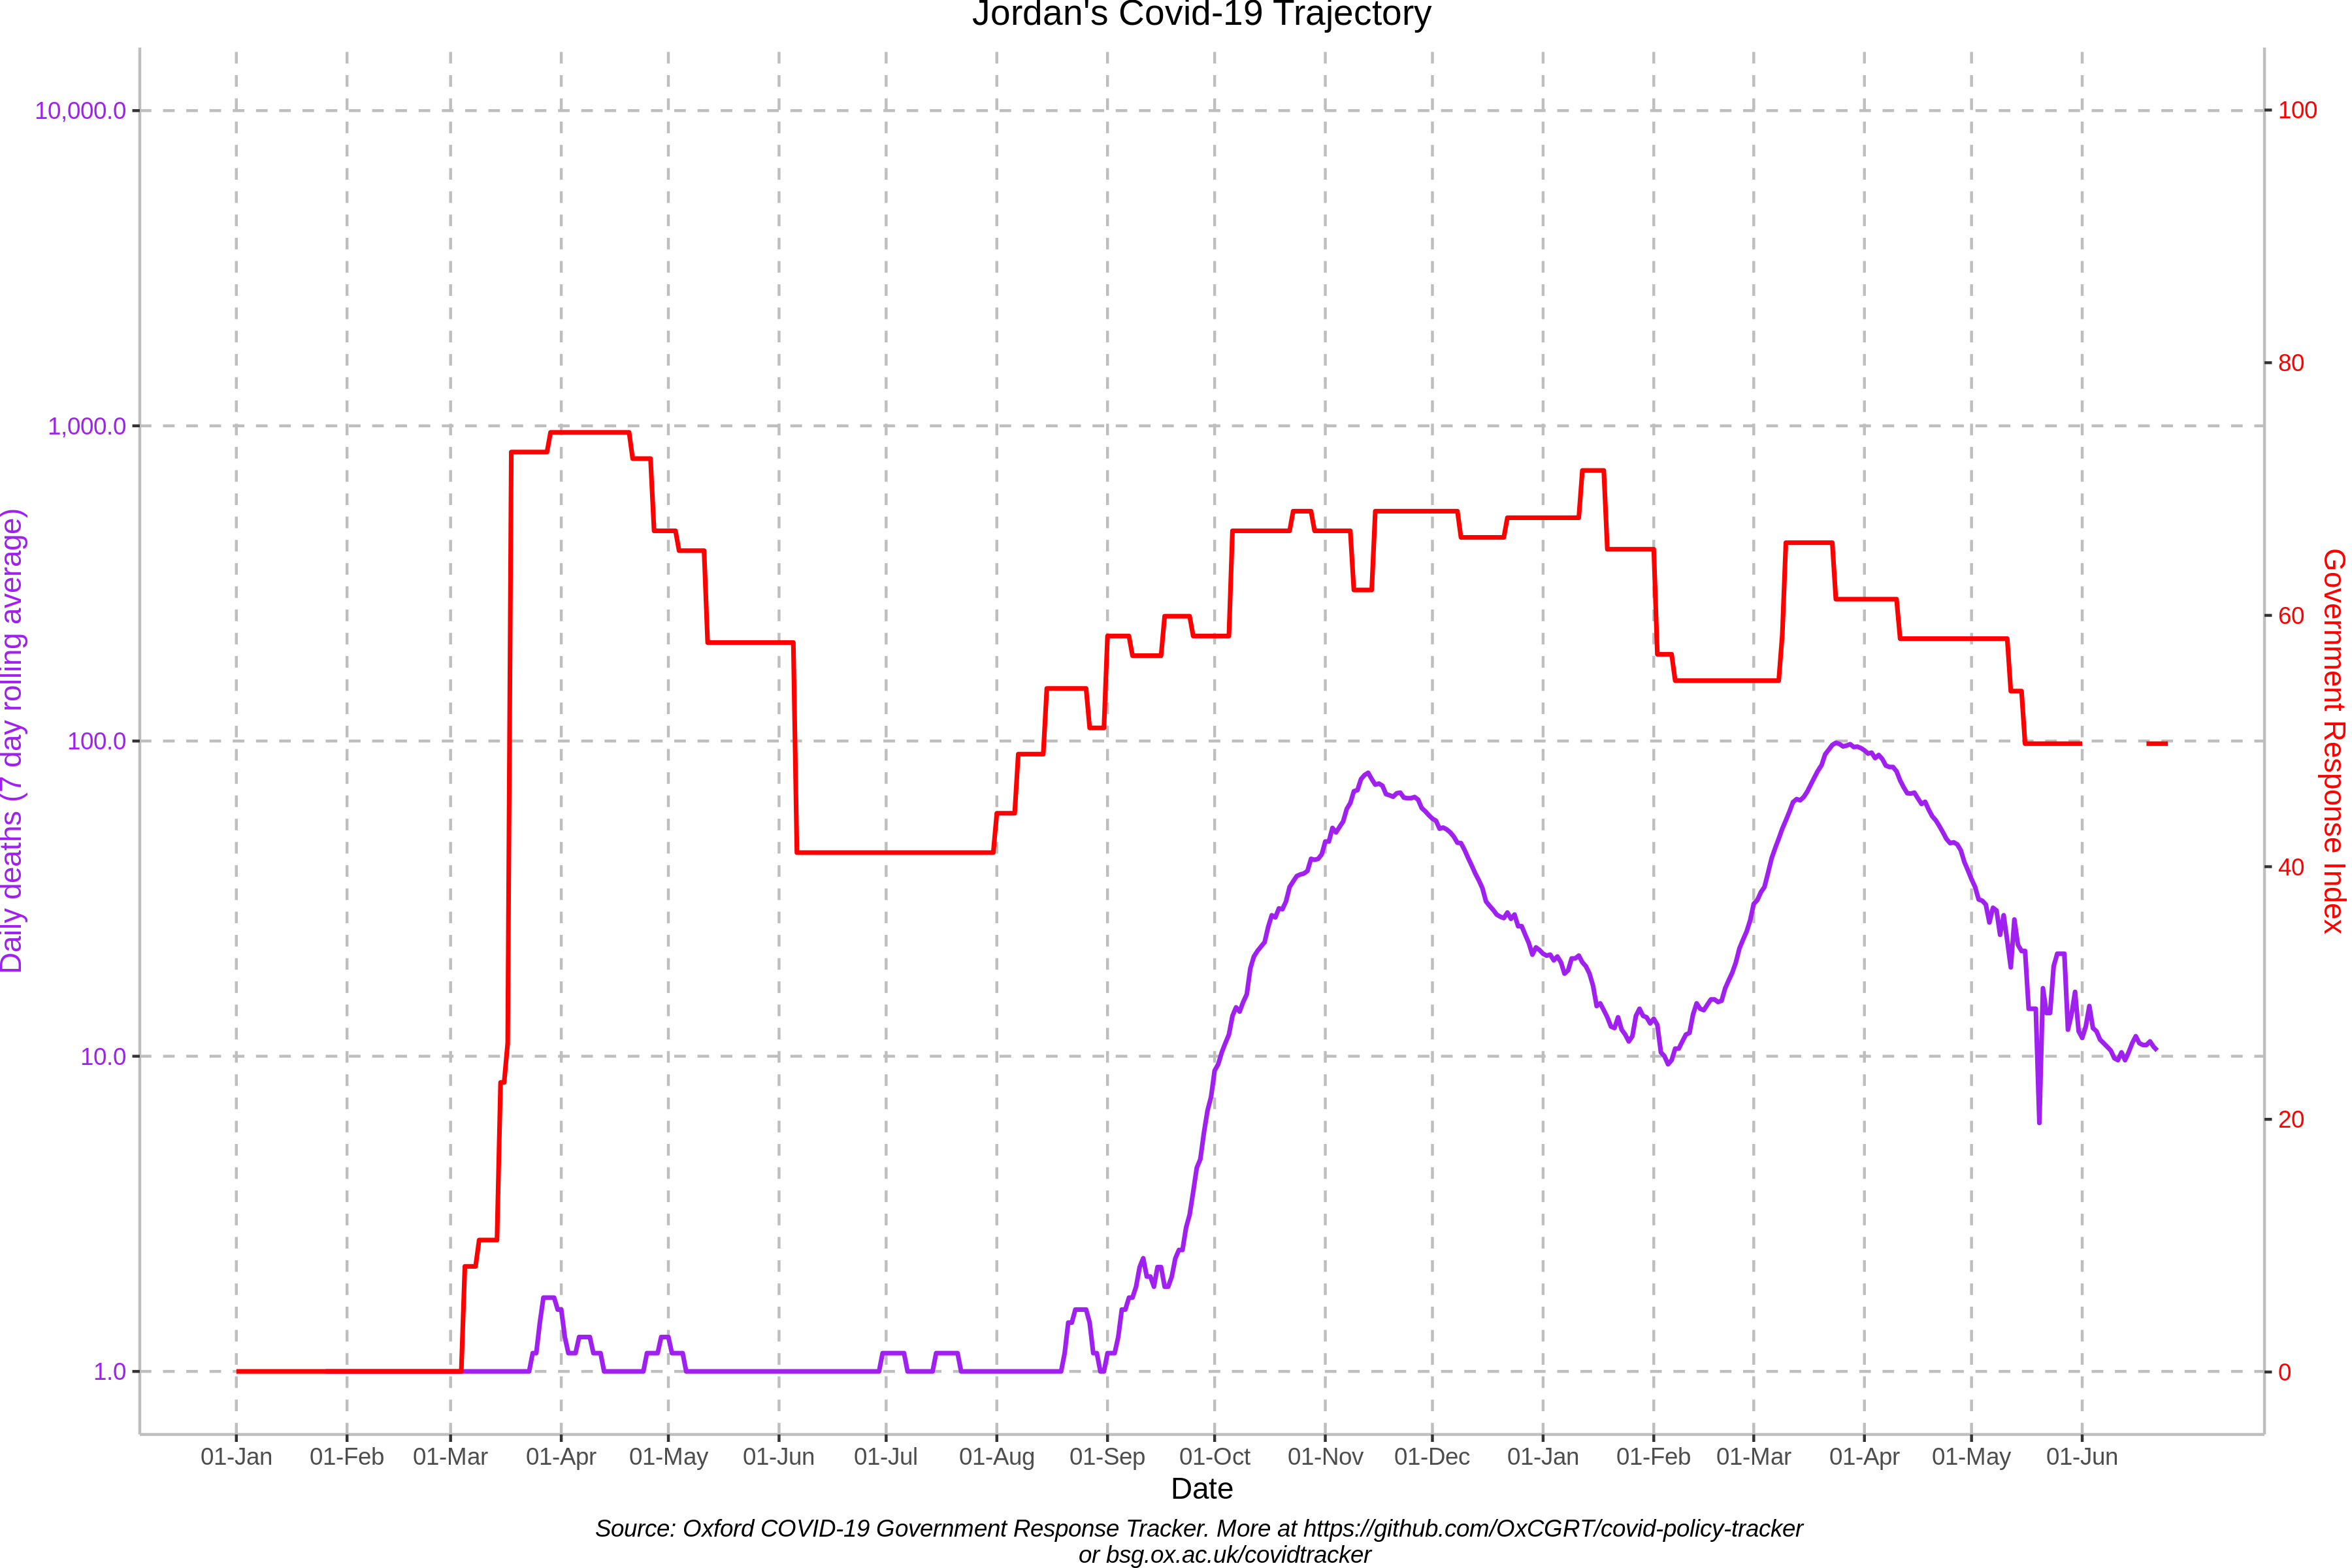 Jordan's Covid-19 Trajectory
10,000.0
1,000.0
100.0
10.0
1.0
Daily deaths (7 day rolling average)
100
80
60
40
20
0
Government Response Index
01-Jan 01-Feb 01-Mar 01-Apr 01-May 01-Jun 01-Jul 01-Aug 01-Sep 01-Oct 01-Nov 01-Dec 01-Jan 01-Feb 01-Mar 01-Apr 01-May 01-Jun
Date
Source: Oxford COVID-19 Government Response Tracker. More at https://github.com/OxCGRT/covid-policy-tracker
or bsg.ox.ac.uk/covidtracker